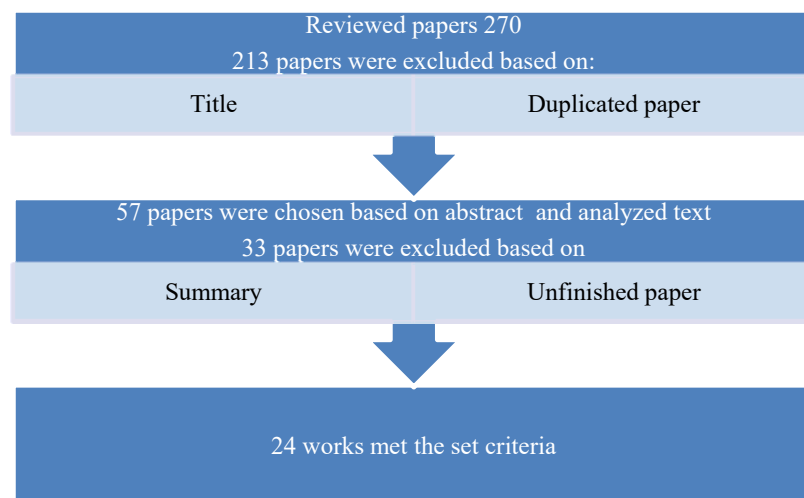 Reviewed papers 270
213 papers were excluded based on:
Title
Duplicated paper
57 papers were chosen based on abstract and analyzed text
33 papers were excluded based on
Summary
Unfinished paper
24 works met the set criteria